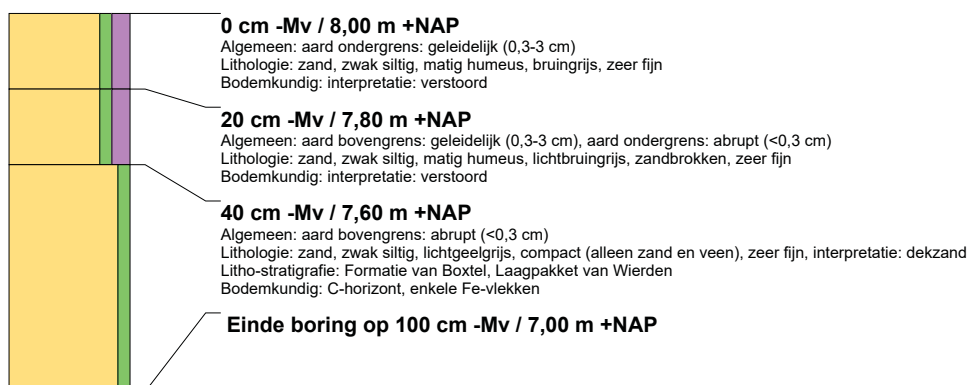 0 cm -Mv / 8,00 m +NAP
Algemeen: aard ondergrens: geleidelijk (0,3-3 cm)
Lithologie: zand, zwak siltig, matig humeus, bruingrijs, zeer fijn
Bodemkundig: interpretatie: verstoord
20 cm -Mv / 7,80 m +NAP
Algemeen: aard bovengrens: geleidelijk (0,3-3 cm), aard ondergrens: abrupt (<0,3 cm)
Lithologie: zand, zwak siltig, matig humeus, lichtbruingrijs, zandbrokken, zeer fijn
Bodemkundig: interpretatie: verstoord
40 cm -Mv / 7,60 m +NAP
Algemeen: aard bovengrens: abrupt (<0,3 cm)
Lithologie: zand, zwak siltig, lichtgeelgrijs, compact (alleen zand en veen), zeer fijn, interpretatie: dekzand
Litho-stratigrafie: Formatie van Boxtel, Laagpakket van Wierden
Bodemkundig: C-horizont, enkele Fe-vlekken
Einde boring op 100 cm -Mv / 7,00 m +NAP